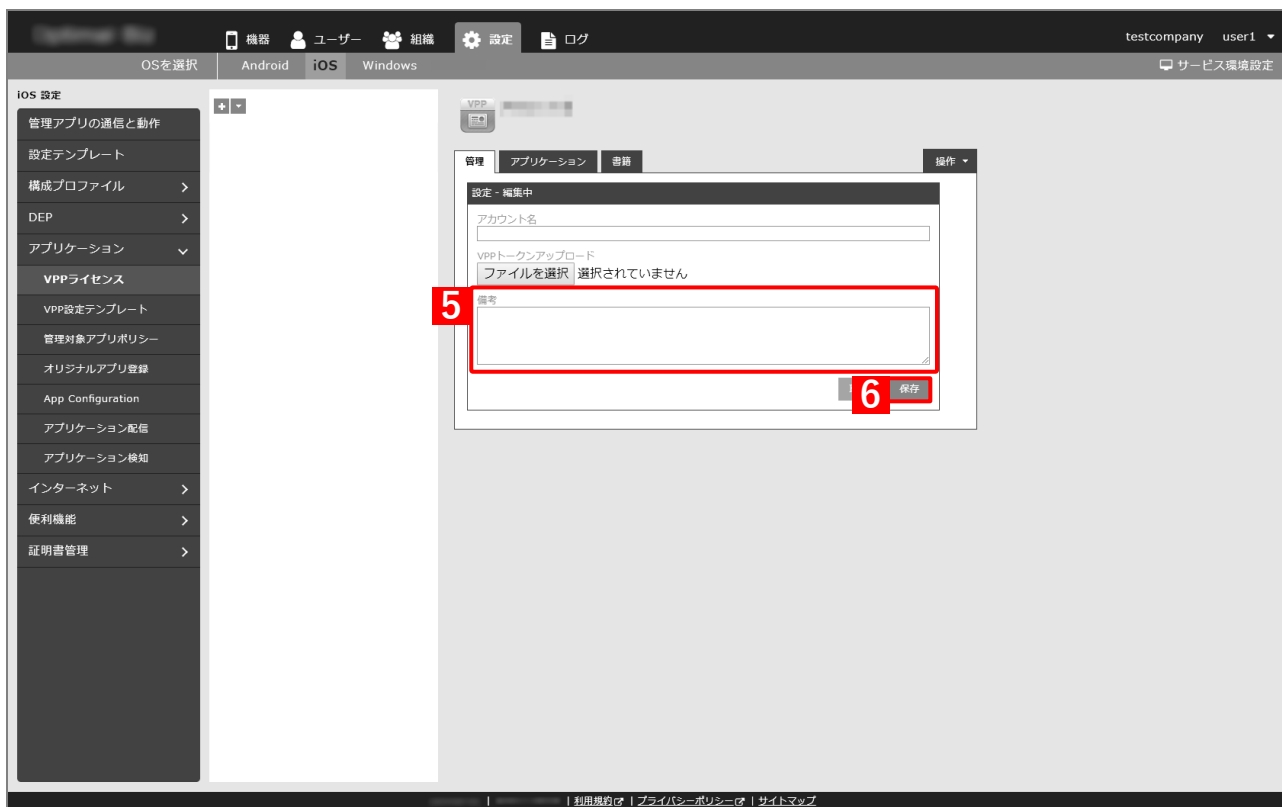 機器 ユーザー 組織 設定 ログ testcompany user1
OSを選択 Android iOS Windows サービス環境設定
iOS 設定
管理アプリの通信と動作
設定テンプレート
構成プロファイル
DEP
アプリケーション
VPPライセンス
VPP設定テンプレート
管理対象アプリポリシー
オリジナルアプリ登録
App Configuration
アプリケーション配信
アプリケーション検知
インターネット
便利機能
証明書管理
VPP
管理 アプリケーション 書籍 操作
設定 - 編集中
アカウント名
VPPトークンアップロード
ファイルを選択 選択されていません
5
備考
6 保存
| | 利用規約 | プライバシーポリシー | サイトマップ